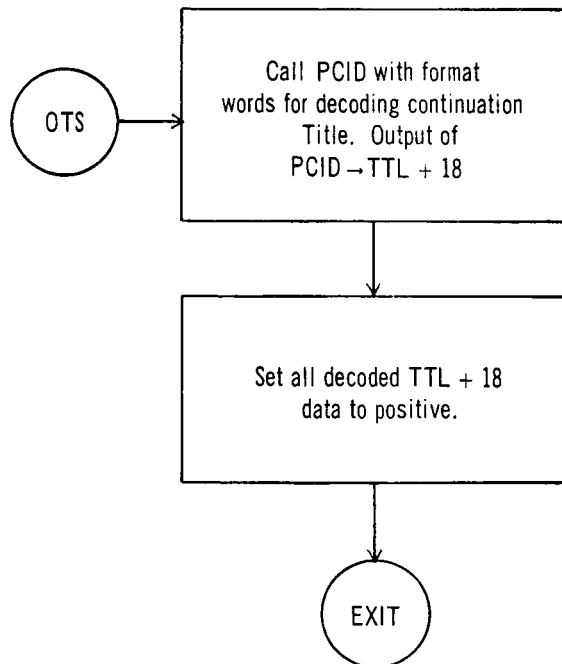 OTS
Call PCID with format
words for decoding continuation
Title. Output of
PCID → TTL + 18
Set all decoded TTL + 18
data to positive.
EXIT